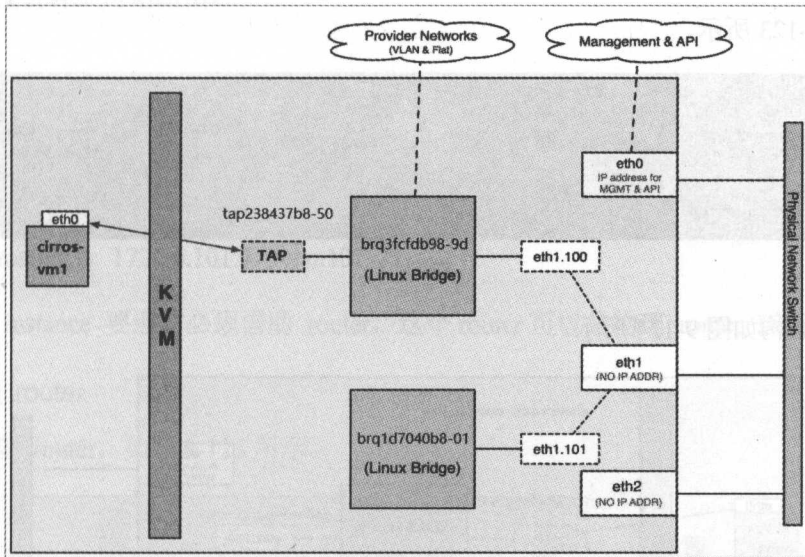 Provider Networks
(VLAN & Flat)
Management & API
eth0
IP address for
MGMT & API
tap238437b8-50
eth0
cirros-
vm1
KVM
TAP
brq3fcfdb98-9d
(Linux Bridge)
eth1.100
eth1
(NO IP ADDR)
brq1d7040b8-01
(Linux Bridge)
eth1.101
eth2
(NO IP ADDR)
Physical Network Switch